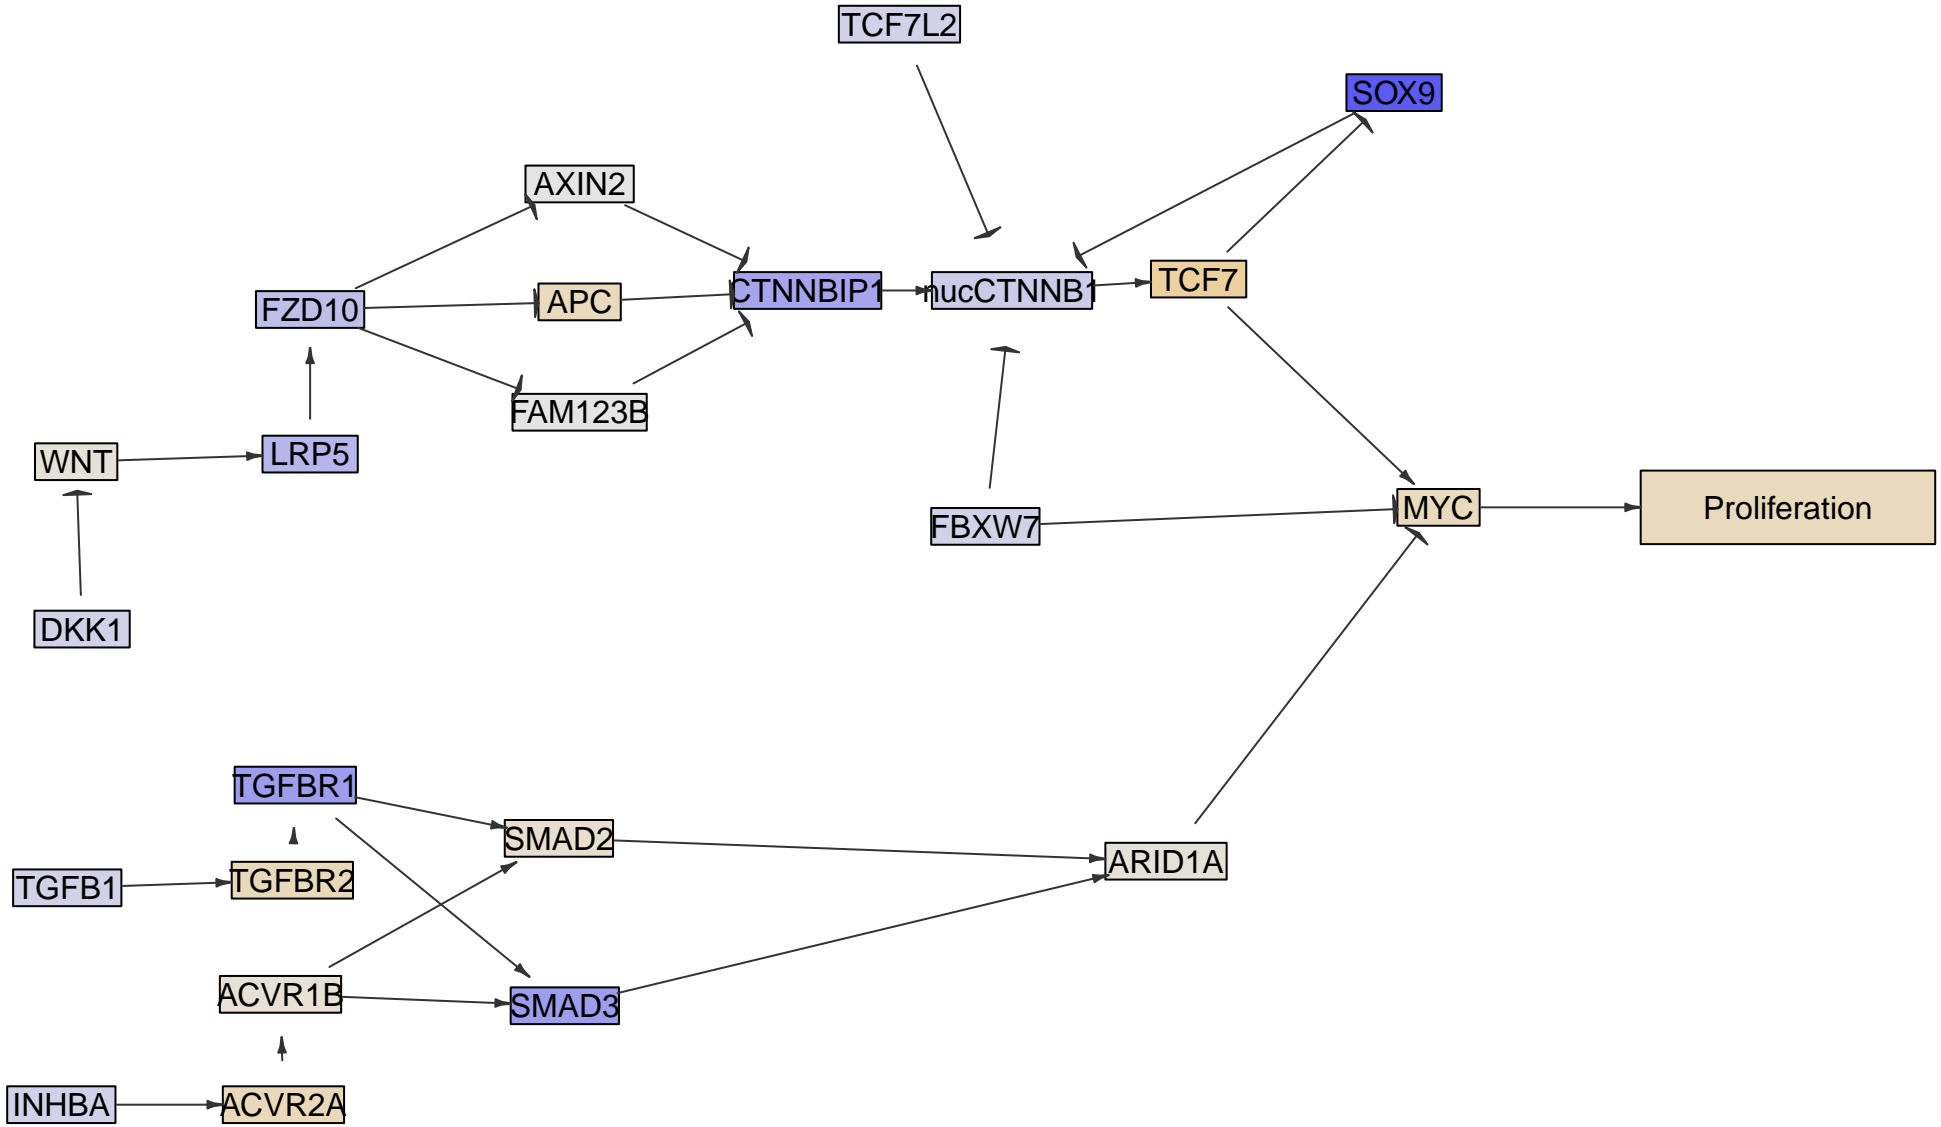 TCF7L2
SOX9
AXIN2
FZD10
APC
CTNNBIP1
nucCTNNB1
TCF7
FAM123B
WNT
LRP5
FBXW7
MYC
Proliferation
DKK1
TGFBR1
SMAD2
ARID1A
TGFB1
TGFBR2
ACVR1B
SMAD3
INHBA
ACVR2A